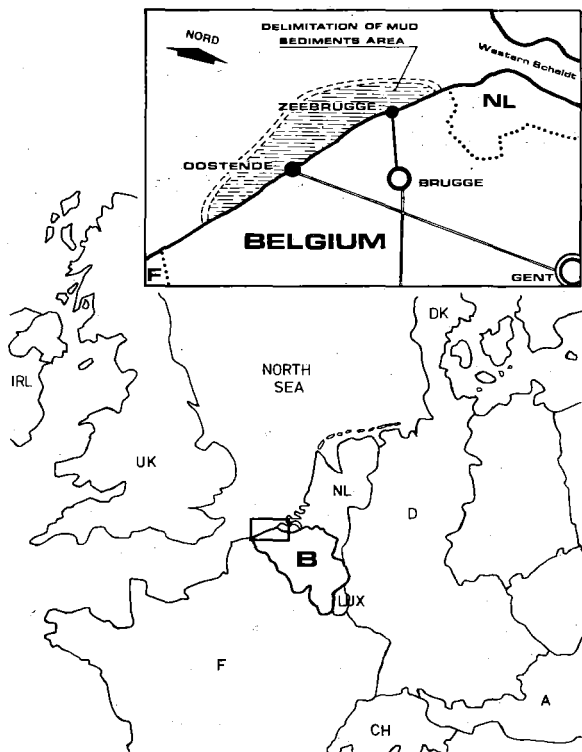 NORD
DELIMITATION OF MUD
SEDIMENTS AREA
Western Scheldt
ZEEBRUGGE
NL
OOSTENDE
BRUGGE
BELGIUM
F
GENT
DK
IRL
NORTH
SEA
UK
NL
D
B
LUX
F
A
CH